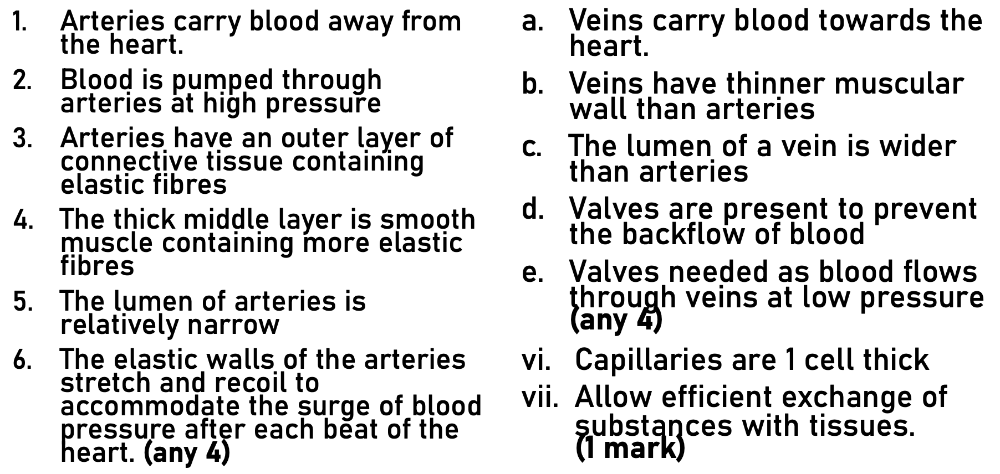 1. Arteries carry blood away from
the heart.
2. Blood is pumped through
arteries at high pressure
3. Arteries have an outer layer of
connective tissue containing
elastic fibres
4. The thick middle layer is smooth
muscle containing more elastic
fibres
5. The lumen of arteries is
relatively narrow
6. The elastic walls of the arteries
stretch and recoil to
accommodate the surge of blood
pressure after each beat of the
heart. (any 4)
a. Veins carry blood towards the
heart.
b. Veins have thinner muscular
wall than arteries
c. The lumen of a vein is wider
than arteries
d. Valves are present to prevent
the backflow of blood
e. Valves needed as blood flows
through veins at low pressure
(any 4)
vi. Capillaries are 1 cell thick
vii. Allow efficient exchange of
substances with tissues.
(1 mark)